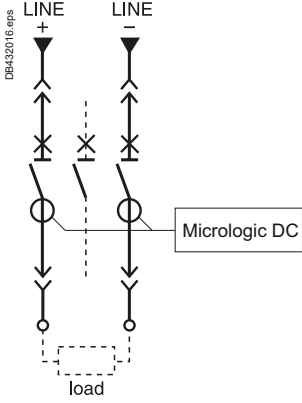 DB432016.eps
LINE LINE
+ –
Micrologic DC
load